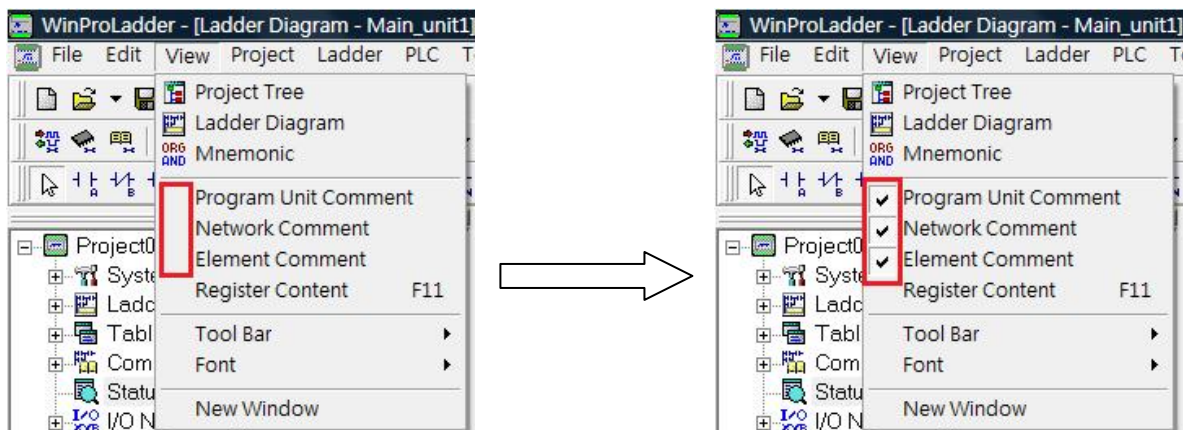 WinProLadder - [Ladder Diagram - Main_unit1]
File Edit View Project Ladder PLC
Project Tree
Ladder Diagram
ORG AND Mnemonic
Program Unit Comment
Network Comment
Element Comment
Register Content F11
Tool Bar
Font
New Window
Project0
Syste
Ladd
Tabl
Com
Statu
I/O N
WinProLadder - [Ladder Diagram - Main_unit1]
File Edit View Project Ladder PLC
Project Tree
Ladder Diagram
ORG AND Mnemonic
Program Unit Comment
Network Comment
Element Comment
Register Content F11
Tool Bar
Font
New Window
Project0
Syste
Ladd
Tabl
Com
Statu
I/O N